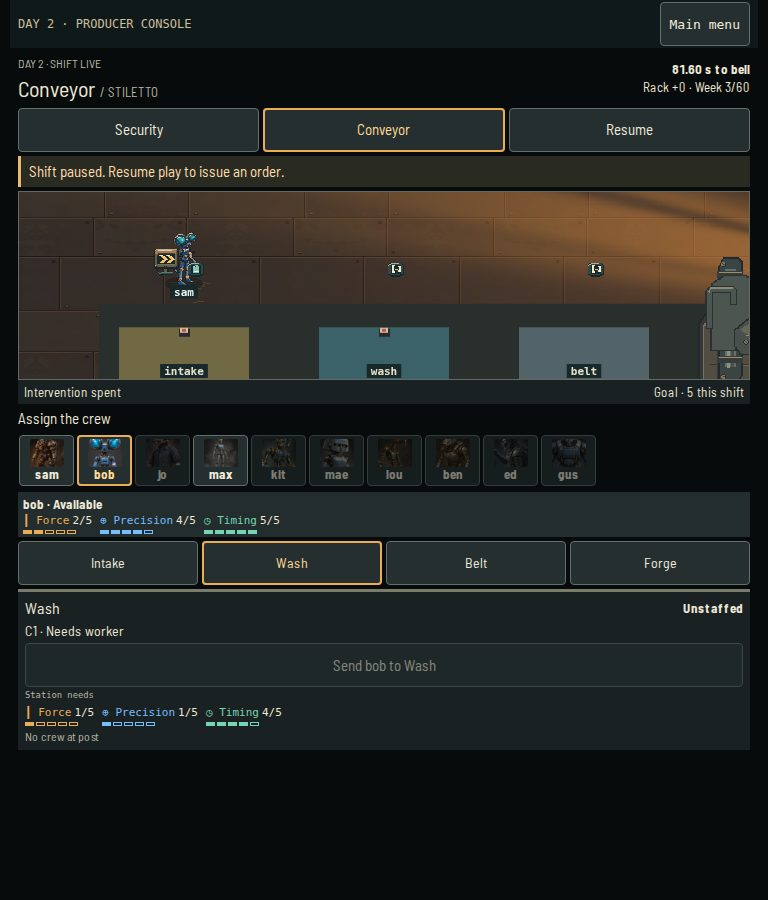 DAY 2 · PRODUCER CONSOLE
Main menu
DAY 2 · SHIFT LIVE
81.60 s to bell
Conveyor / STILETTO
Rack +0 · Week 3/60
Security
Conveyor
Resume
Shift paused. Resume play to issue an order.
sam
intake
wash
belt
Intervention spent
Goal · 5 this shift
Assign the crew
sam
bob
jo
max
kit
mae
lou
ben
ed
gus
bob · Available
Force 2/5
Precision 4/5
Timing 5/5
Intake
Wash
Belt
Forge
Wash
Unstaffed
C1 · Needs worker
Send bob to Wash
Station needs
Force 1/5
Precision 1/5
Timing 4/5
No crew at post